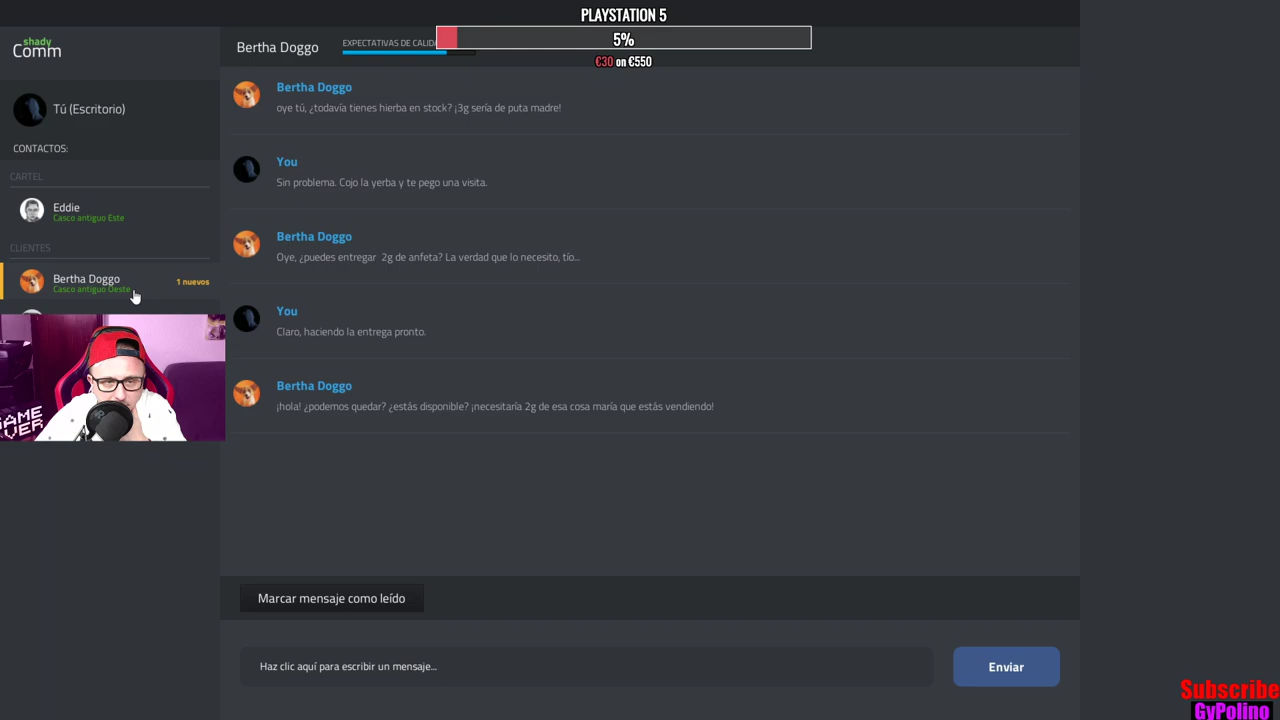 PLAYSTATION 5
5%
€30 on €550
shady
Comm
Tú (Escritorio)
CONTACTOS:
CARTEL
Eddie
Casco antiguo Este
CLIENTES
Bertha Doggo
Casco antiguo Oeste
1 nuevos
GAME
Bertha Doggo
EXPECTATIVAS DE CALIDA
Bertha Doggo
oye tú, ¿todavía tienes hierba en stock? ¡3g sería de puta madre!
You
Sin problema. Cojo la yerba y te pego una visita.
Bertha Doggo
Oye, ¿puedes entregar 2g de anfeta? La verdad que lo necesito, tío...
You
Claro, haciendo la entrega pronto.
Bertha Doggo
¡hola! ¿podemos quedar? ¿estás disponible? ¡necesitaría 2g de esa cosa maría que estás vendiendo!
Marcar mensaje como leído
Haz clic aquí para escribir un mensaje...
Enviar
Subscribe
GyPolino